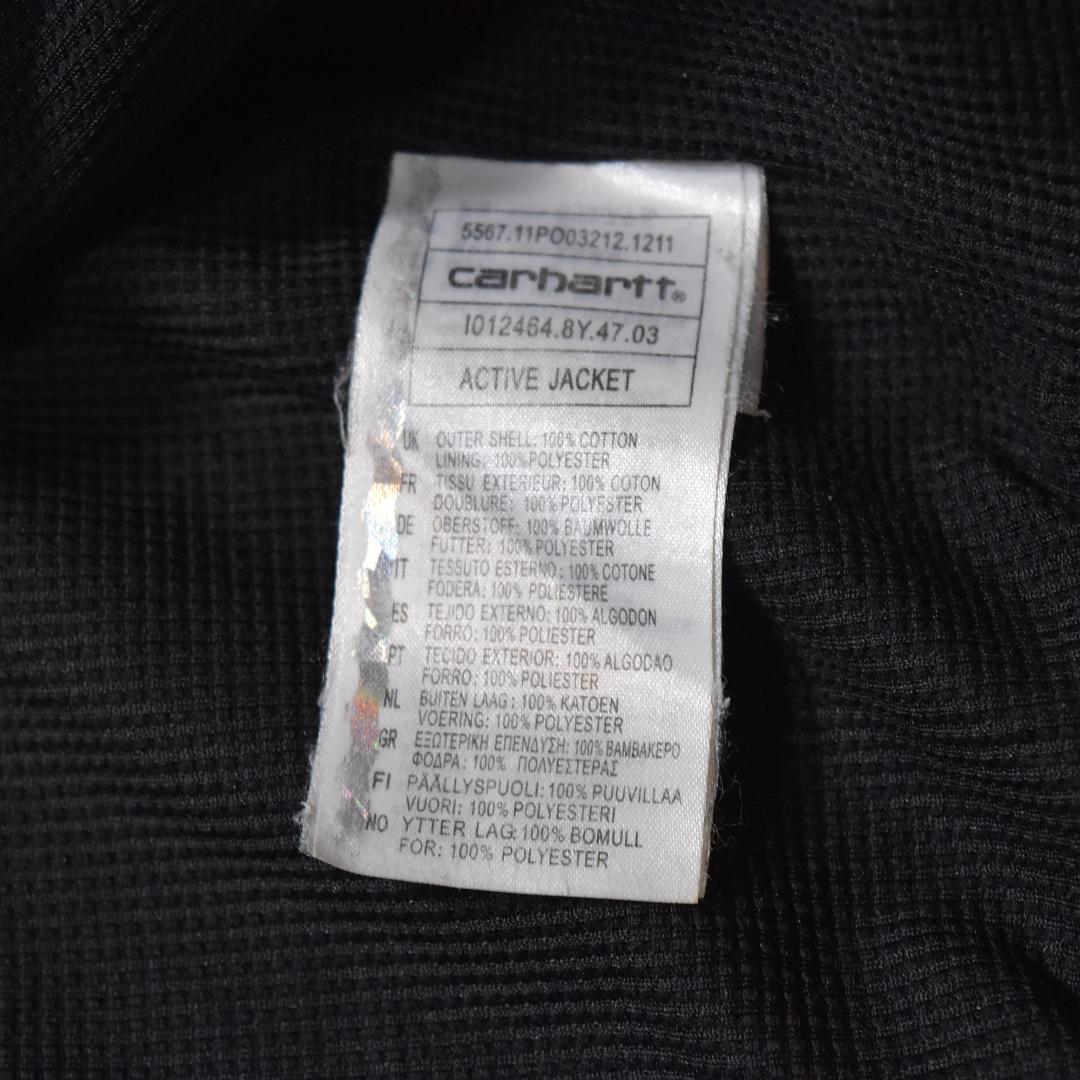 5567.11PO03212.1211
carhartt®
I012464.8Y.47.03
ACTIVE JACKET
UK OUTER SHELL: 100% COTTON
LINING: 100% POLYESTER
FR TISSU EXTERIEUR: 100% COTON
DOUBLURE: 100% POLYESTER
DE OBERSTOFF: 100% BAUMWOLLE
FUTTER: 100% POLYESTER
IT TESSUTO ESTERNO: 100% COTONE
FODERA: 100% POLIESTERE
ES TEJIDO EXTERNO: 100% ALGODON
FORRO: 100% POLIESTER
PT TECIDO EXTERIOR: 100% ALGODAO
FORRO: 100% POLIESTER
NL BUITEN LAAG: 100% KATOEN
VOERING: 100% POLYESTER
GR ΕΞΩΤΕΡΙΚΗ ΕΠΕΝΔΥΣΗ: 100% ΒΑΜΒΑΚΕΡΟ
ΦΟΔΡΑ: 100% ΠΟΛΥΕΣΤΕΡΑΣ
FI PÄÄLLYSPUOLI: 100% PUUVILLAA
VUORI: 100% POLYESTERI
NO YTTER LAG: 100% BOMULL
FOR: 100% POLYESTER